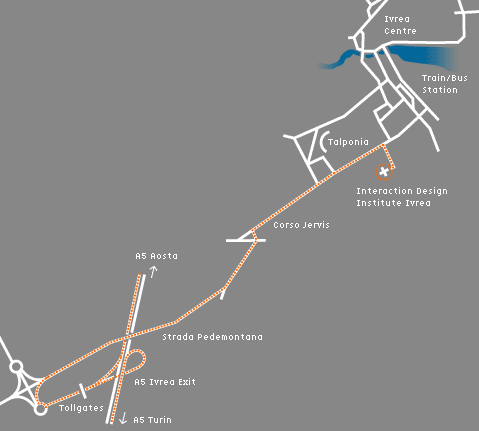 Ivrea
Centre
Train/Bus
Station
Talponia
Interaction Design
Institute Ivrea
Corso Jervis
A5 Aosta
Strada Pedemontana
A5 Ivrea Exit
Tollgates
A5 Turin